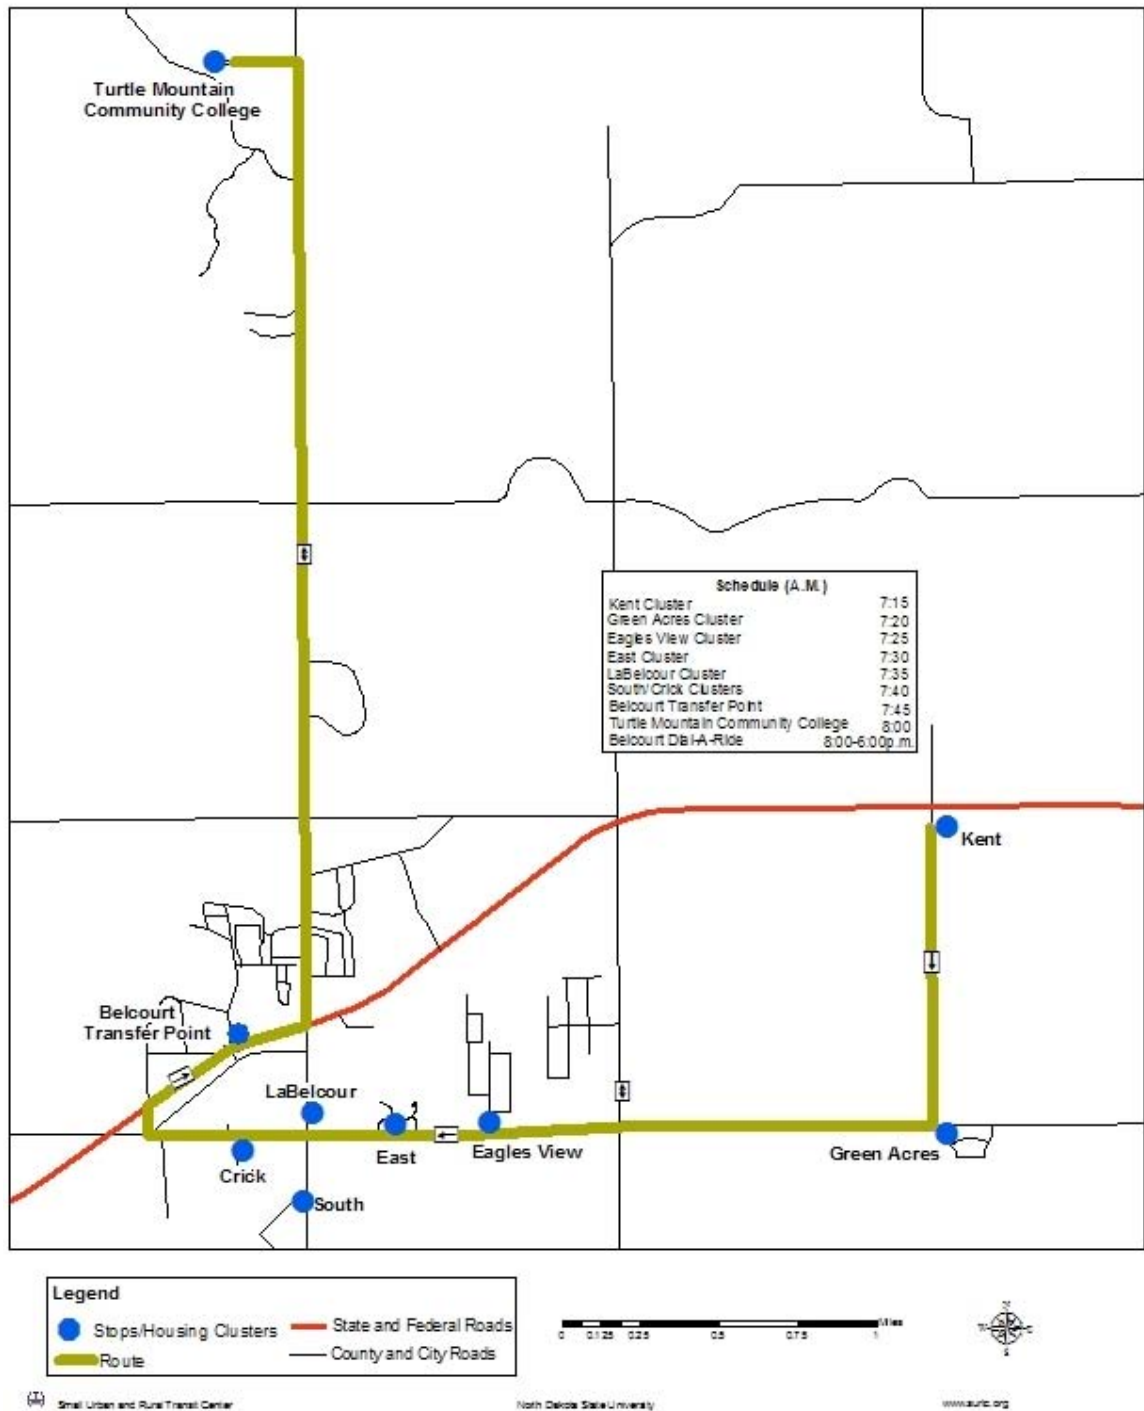 Turtle Mountain
Community College
Schedule (A.M.)
Kent Cluster 7:15
Green Acres Cluster 7:20
Eagles View Cluster 7:25
East Cluster 7:30
LaBelcour Cluster 7:35
South/Crick Clusters 7:40
Belcourt Transfer Point 7:45
Turtle Mountain Community College 8:00
Belcourt Dial-A-Ride 8:00-6:00p.m.
Kent
Belcourt
Transfer Point
LaBelcour
East
Eagles View
Green Acres
Crick
South
Legend
Stops/Housing Clusters
State and Federal Roads
Route
County and City Roads
0 0.125 0.25 0.5 0.75 1 Miles
N
W E
S
Small Urban and Rural Transit Center
North Dakota State University
www.surtc.org